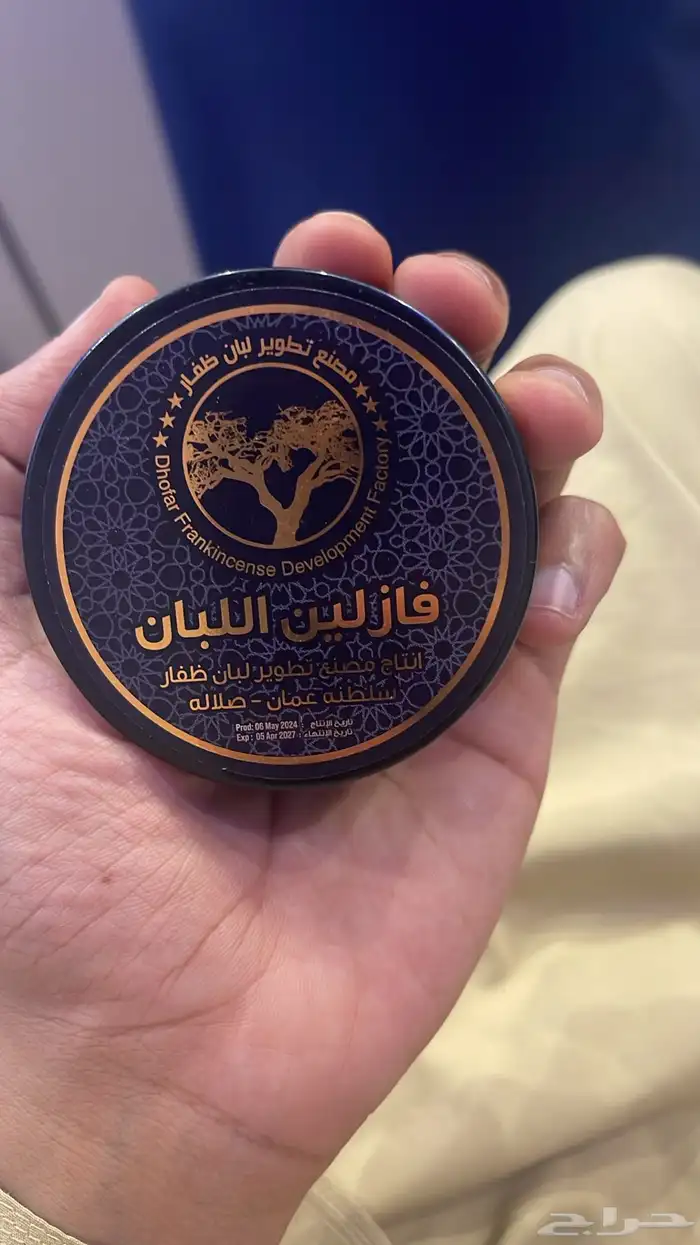 مصنع تطوير لبان ظفار
Dhofar Frankincense Development Factory
فازلين اللبان
انتاج مصنع تطوير لبان ظفار
سلطنه عمان - صلاله
Prod: 06 May 2024 : تاريخ الإنتاج
Exp : 05 Apr 2027 : تاريخ الإنتهاء
حراج